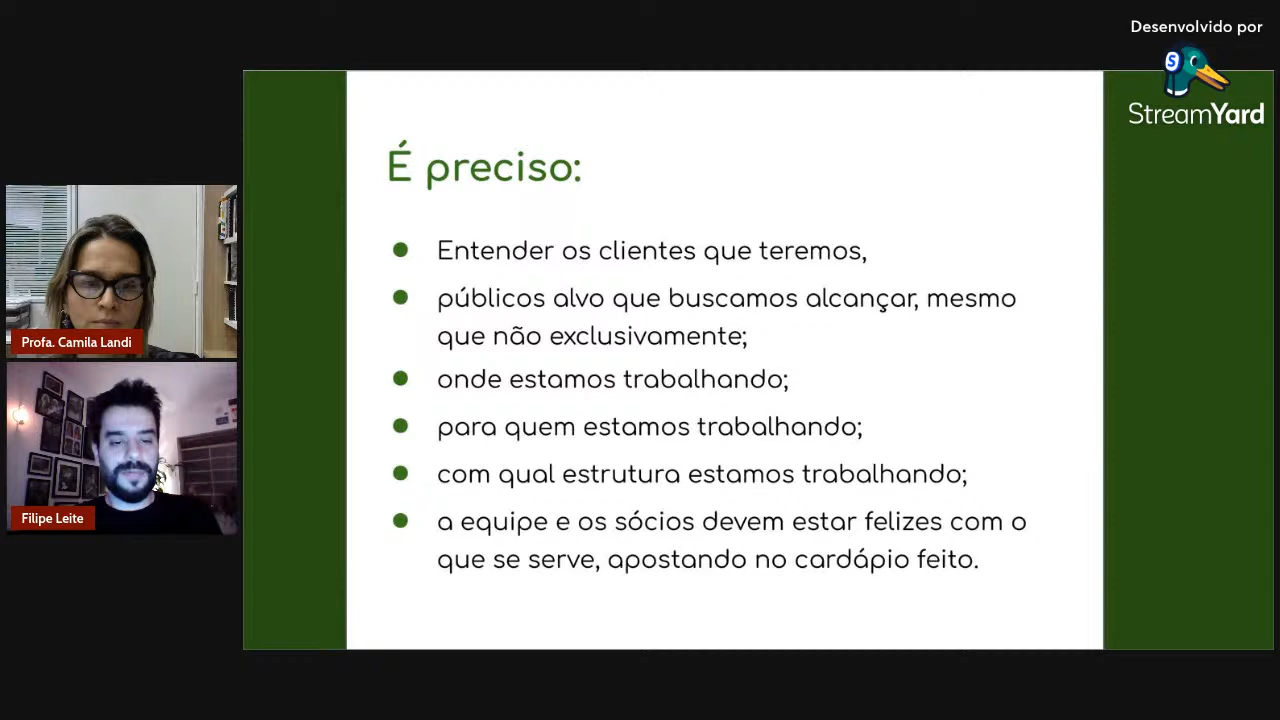 Desenvolvido por
StreamYard
É preciso:
Entender os clientes que teremos,
públicos alvo que buscamos alcançar, mesmo
que não exclusivamente;
onde estamos trabalhando;
para quem estamos trabalhando;
com qual estrutura estamos trabalhando;
a equipe e os sócios devem estar felizes com o
que se serve, apostando no cardápio feito.
Profa. Camila Landi
Filipe Leite